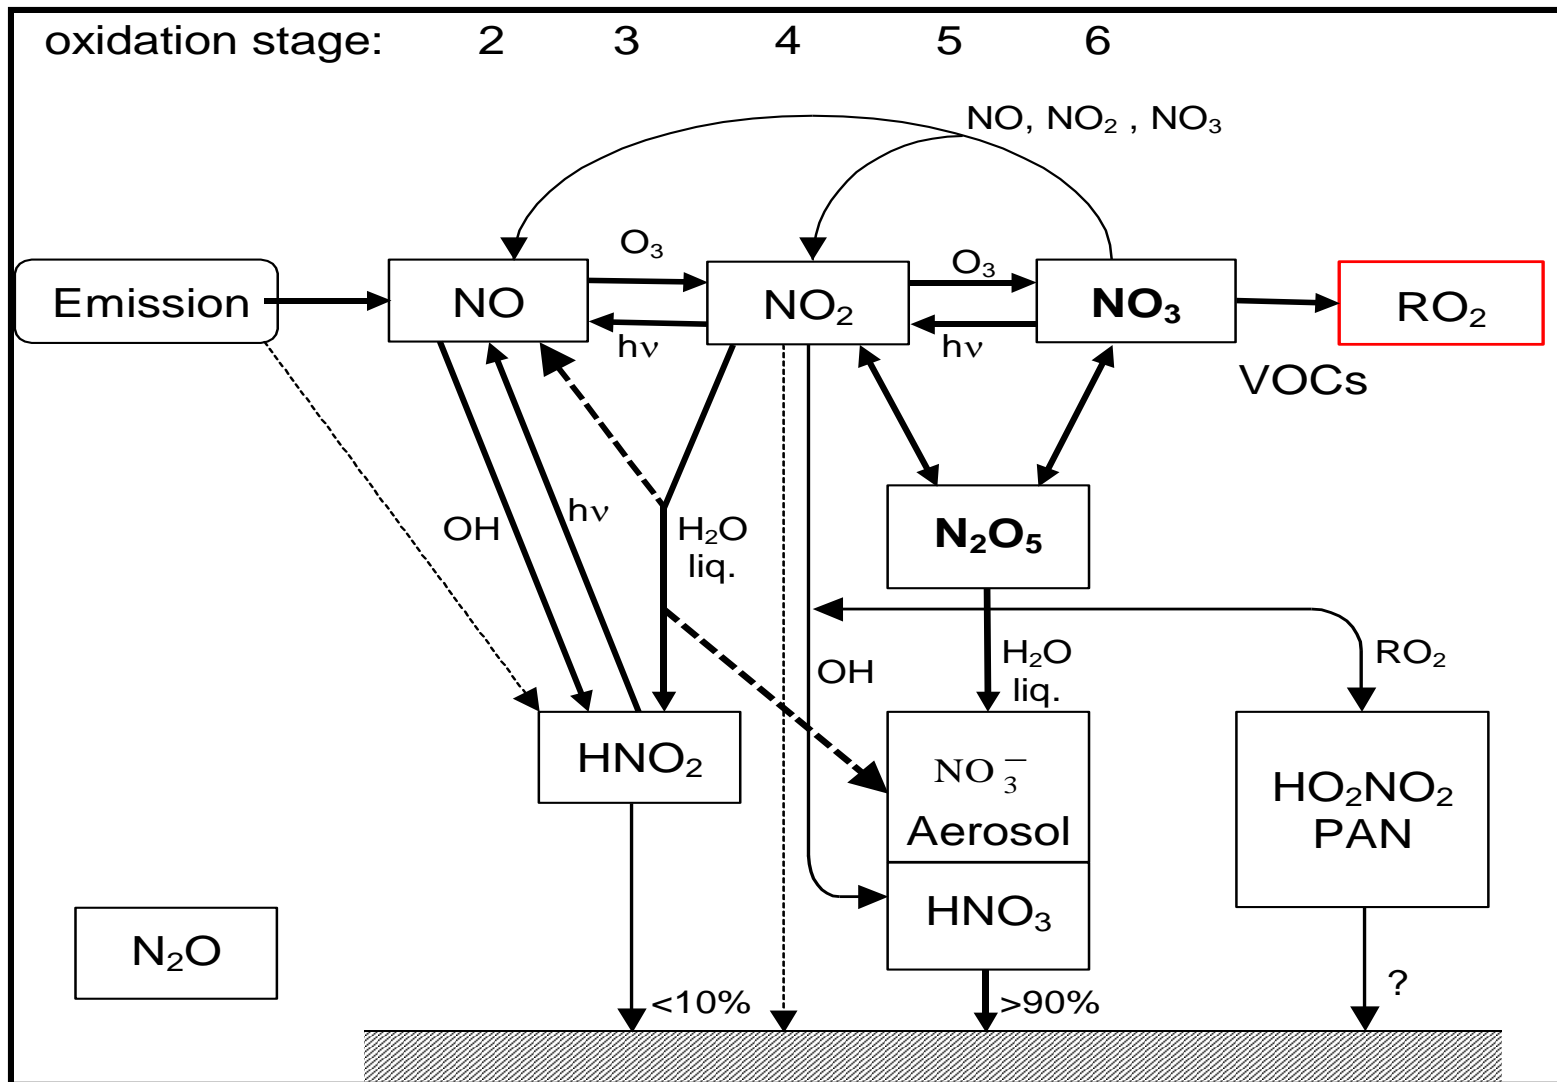 oxidation stage: 2 3 4 5 6
NO, NO₂ , NO₃
O₃
O₃
Emission
NO
NO₂
NO₃
RO₂
hν
hν
VOCs
OH
hν
H₂O
liq.
N₂O₅
OH
H₂O
liq.
RO₂
HNO₂
NO₃⁻
Aerosol
HO₂NO₂
PAN
HNO₃
N₂O
<10%
>90%
?